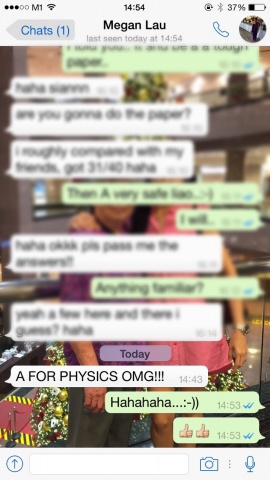 M1 14:54 37%
Chats (1) Megan Lau
last seen today at 14:54
I told you.. It and be a a tough
paper..
haha siannn
are you gonna do the paper?
i roughly compared with my
friends, got 31/40 haha
Then A very safe liao..:-)
I will..
haha okkk pls pass me the
answers!!
Anything familiar?
yeah a few here and there i
guess? haha
16:14
Today
A FOR PHYSICS OMG!!! 14:43
Hahahaha...:-)) 14:53
👍👍 14:53